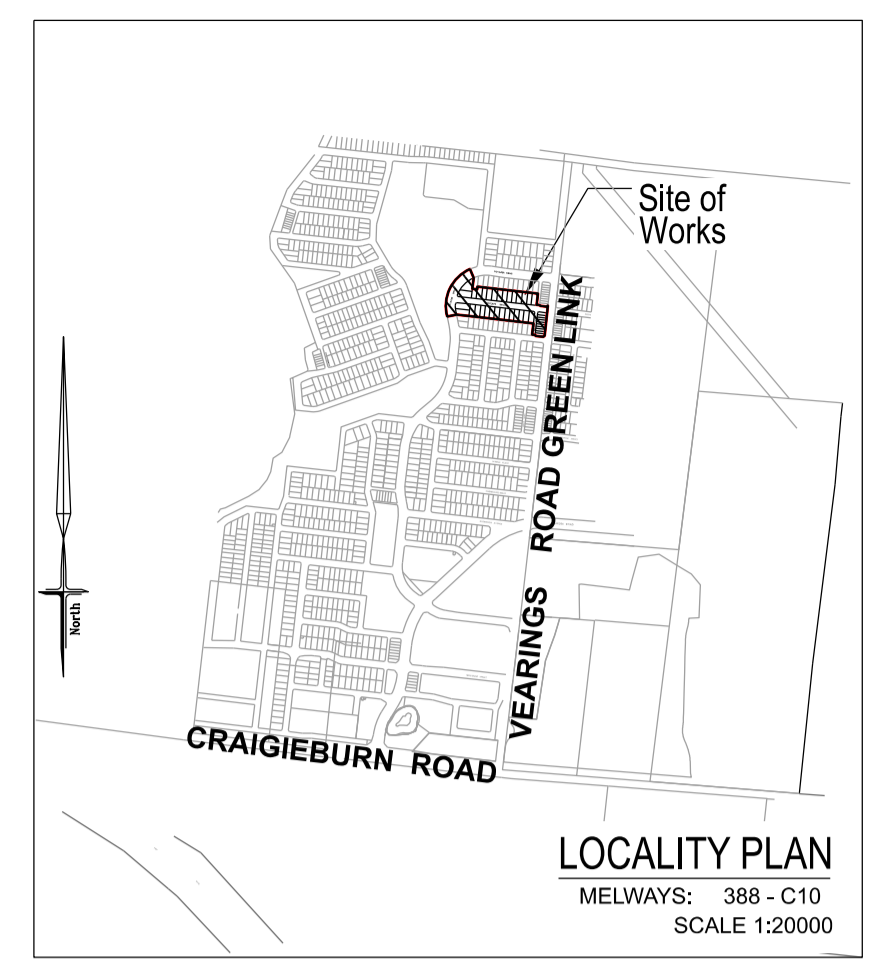 Site of
Works
VEARINGS ROAD GREEN LINK
North
CRAIGIEBURN ROAD
LOCALITY PLAN
MELWAYS: 388 - C10
SCALE 1:20000